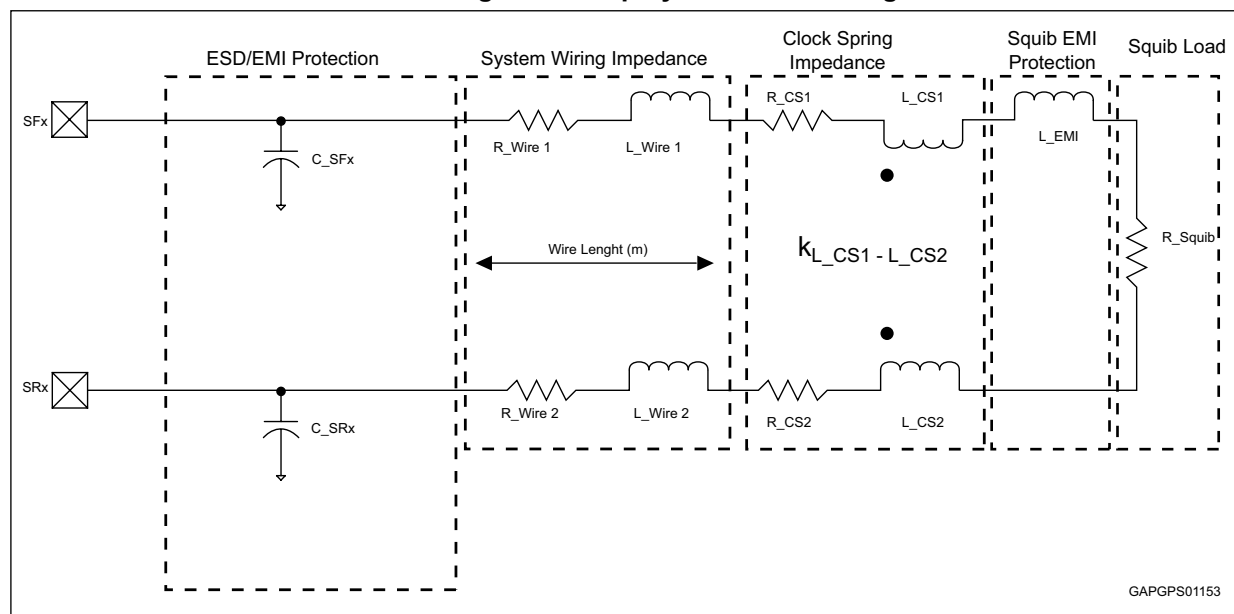 ESD/EMI Protection
System Wiring Impedance
Clock Spring
Impedance
Squib EMI
Protection
Squib Load
SFx
C_SFx
R_Wire 1
L_Wire 1
R_CS1
L_CS1
L_EMI
Wire Lenght (m)
kL_CS1 - L_CS2
R_Squib
SRx
C_SRx
R_Wire 2
L_Wire 2
R_CS2
L_CS2
GAPGPS01153